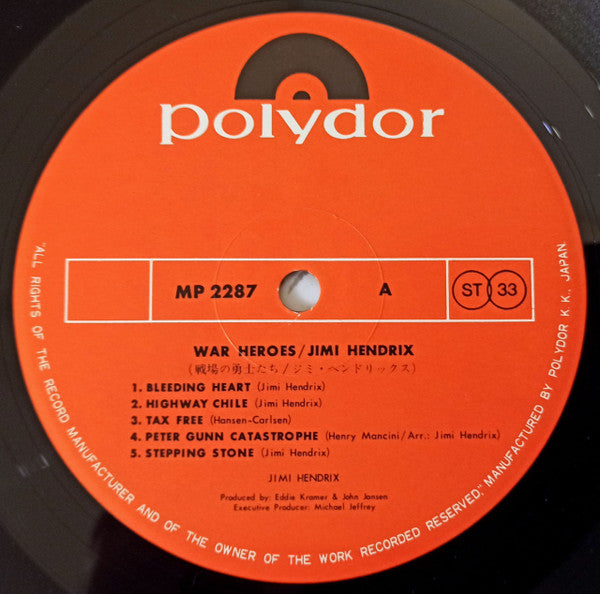 polydor
MP 2287 A ST 33
WAR HEROES/JIMI HENDRIX
(戦場の勇士たち/ジミ・ヘンドリックス)
1. BLEEDING HEART (Jimi Hendrix)
2. HIGHWAY CHILE (Jimi Hendrix)
3. TAX FREE (Hansen-Carlsen)
4. PETER GUNN CATASTROPHE (Henry Mancini/Arr.: Jimi Hendrix)
5. STEPPING STONE (Jimi Hendrix)
JIMI HENDRIX
Produced by: Eddie Kramer & John Jansen
Executive Producer: Michael Jeffrey
"ALL RIGHTS OF THE RECORD MANUFACTURER AND OF THE OWNER OF THE WORK RECORDED RESERVED;" MANUFACTURED BY POLYDOR K.K., JAPAN.